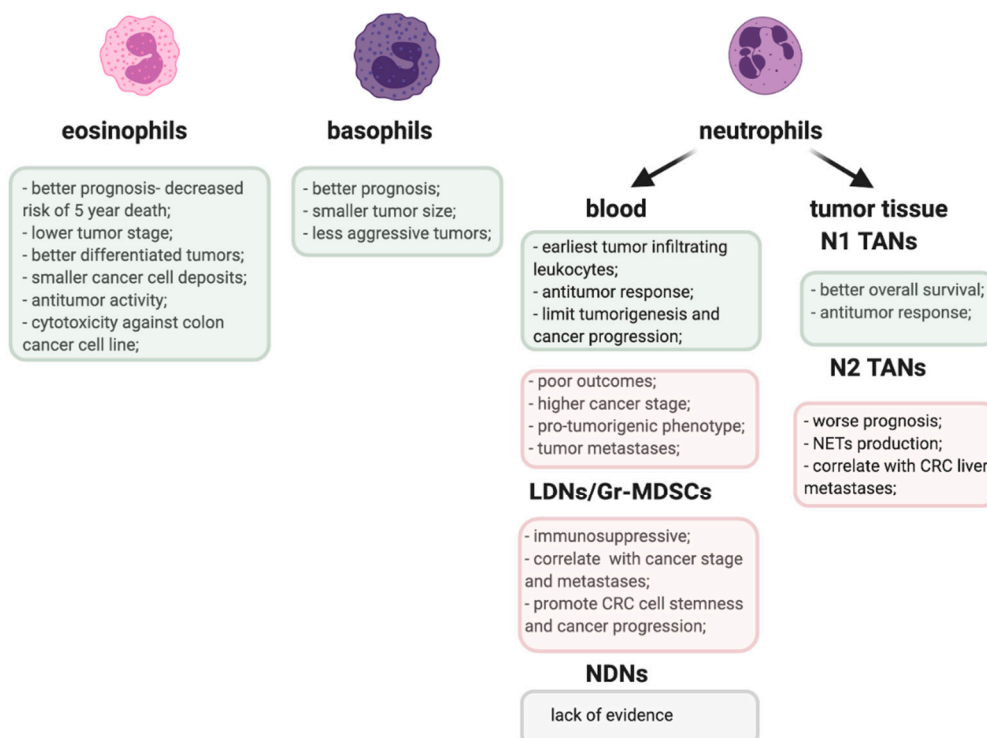 eosinophils
- better prognosis- decreased
risk of 5 year death;
- lower tumor stage;
- better differentiated tumors;
- smaller cancer cell deposits;
- antitumor activity;
- cytotoxicity against colon
cancer cell line;
basophils
- better prognosis;
- smaller tumor size;
- less aggressive tumors;
neutrophils
blood
- earliest tumor infiltrating
leukocytes;
- antitumor response;
- limit tumorigenesis and
cancer progression;
- poor outcomes;
- higher cancer stage;
- pro-tumorigenic phenotype;
- tumor metastases;
LDNs/Gr-MDSCs
- immunosuppressive;
- correlate with cancer stage
and metastases;
- promote CRC cell stemness
and cancer progression;
NDNs
lack of evidence
tumor tissue
N1 TANs
- better overall survival;
- antitumor response;
N2 TANs
- worse prognosis;
- NETs production;
- correlate with CRC liver
metastases;